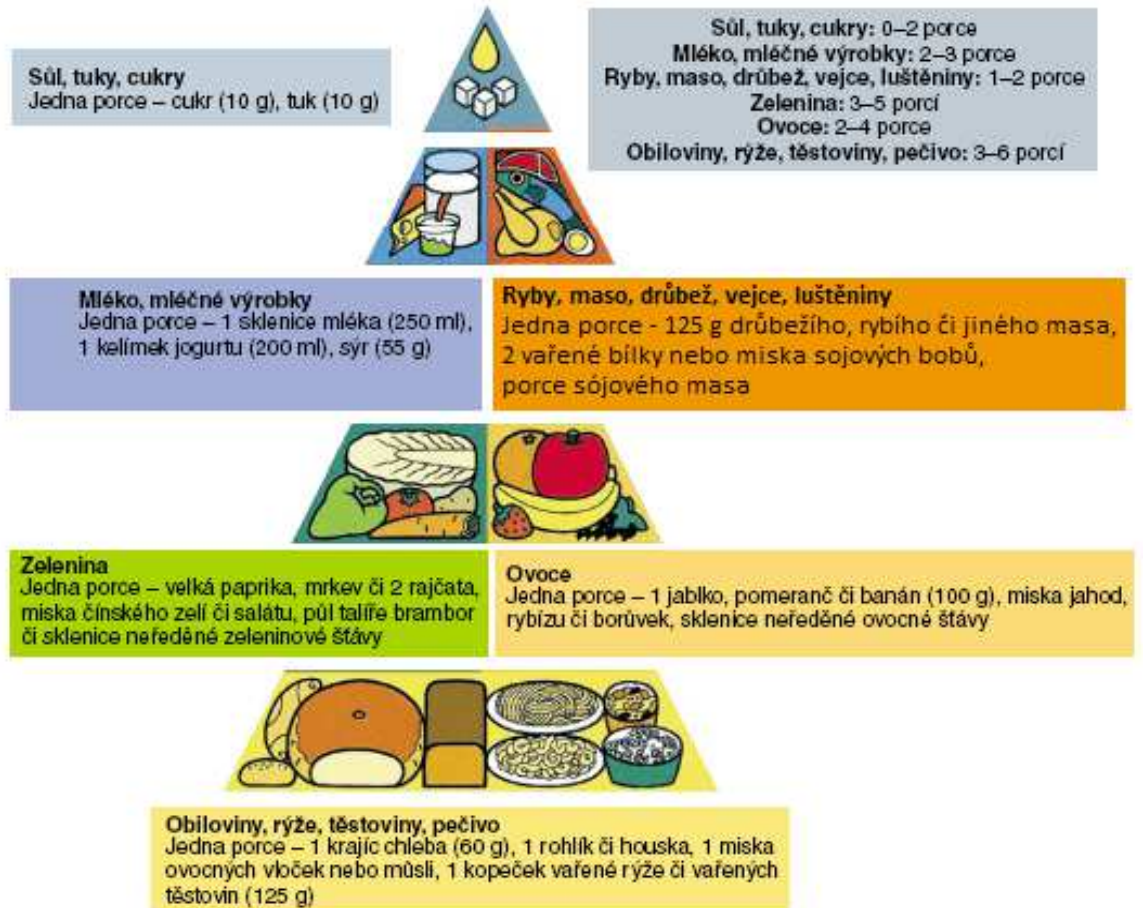 Sůl, tuky, cukry
Jedna porce – cukr (10 g), tuk (10 g)
Sůl, tuky, cukry: 0–2 porce
Mléko, mléčné výrobky: 2–3 porce
Ryby, maso, drůbež, vejce, luštěniny: 1–2 porce
Zelenina: 3–5 porcí
Ovoce: 2–4 porce
Obiloviny, rýže, těstoviny, pečivo: 3–6 porcí
Mléko, mléčné výrobky
Jedna porce – 1 sklenice mléka (250 ml),
1 kelímek jogurtu (200 ml), sýr (55 g)
Ryby, maso, drůbež, vejce, luštěniny
Jedna porce - 125 g drůbežího, rybího či jiného masa,
2 vařené bílky nebo miska sojových bobů,
porce sójového masa
Zelenina
Jedna porce – velká paprika, mrkev či 2 rajčata,
miska čínského zelí či salátu, půl talíře brambor
či sklenice neředěné zeleninové šťávy
Ovoce
Jedna porce – 1 jablko, pomeranč či banán (100 g), miska jahod,
rybízu či borůvek, sklenice neředěné ovocné šťávy
Obiloviny, rýže, těstoviny, pečivo
Jedna porce – 1 krajíc chleba (60 g), 1 rohlík či houska, 1 miska
ovocných vloček nebo műsli, 1 kopeček vařené rýže či vařených
těstovin (125 g)